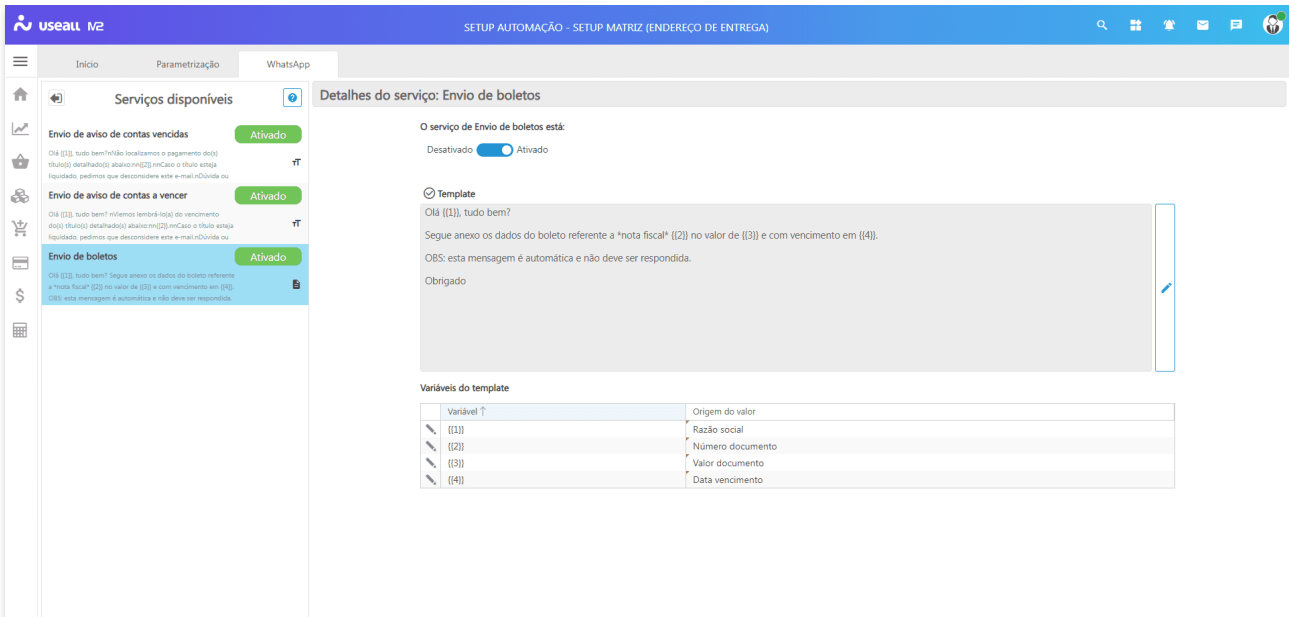 useall M2
SETUP AUTOMAÇÃO - SETUP MATRIZ (ENDEREÇO DE ENTREGA)
Início
Parametrização
WhatsApp
Serviços disponíveis
?
Envio de aviso de contas vencidas
Ativado
Olá {{1}}, tudo bem?nNão localizamos o pagamento do(s)
título(s) detalhado(s) abaixo:nn{{2}}.nnCaso o título esteja
liquidado, pedimos que desconsidere este e-mail.nDúvida ou
Envio de aviso de contas a vencer
Ativado
Olá {{1}}, tudo bem? nViemos lembrá-lo(a) do vencimento
do(s) título(s) detalhado(s) abaixo:nn{{2}}.nnCaso o título esteja
liquidado, pedimos que desconsidere este e-mail.nDúvida ou
Envio de boletos
Ativado
Olá {{1}}, tudo bem? Segue anexo os dados do boleto referente
a *nota fiscal* {{2}} no valor de {{3}} e com vencimento em {{4}}.
OBS: esta mensagem é automática e não deve ser respondida.
Detalhes do serviço: Envio de boletos
O serviço de Envio de boletos está:
Desativado Ativado
Template
Olá {{1}}, tudo bem?
Segue anexo os dados do boleto referente a *nota fiscal* {{2}} no valor de {{3}} e com vencimento em {{4}}.
OBS: esta mensagem é automática e não deve ser respondida.
Obrigado
Variáveis do template
Variável ↑ Origem do valor
{{1}} Razão social
{{2}} Número documento
{{3}} Valor documento
{{4}} Data vencimento